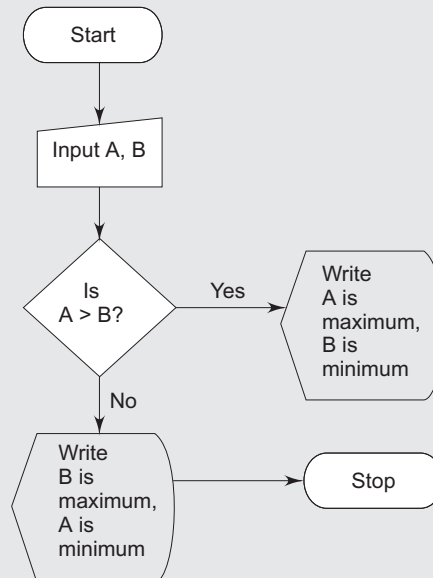 Start
Input A, B
Is
A > B?
Yes
Write
A is
maximum,
B is
minimum
No
Write
B is
maximum,
A is
minimum
Stop